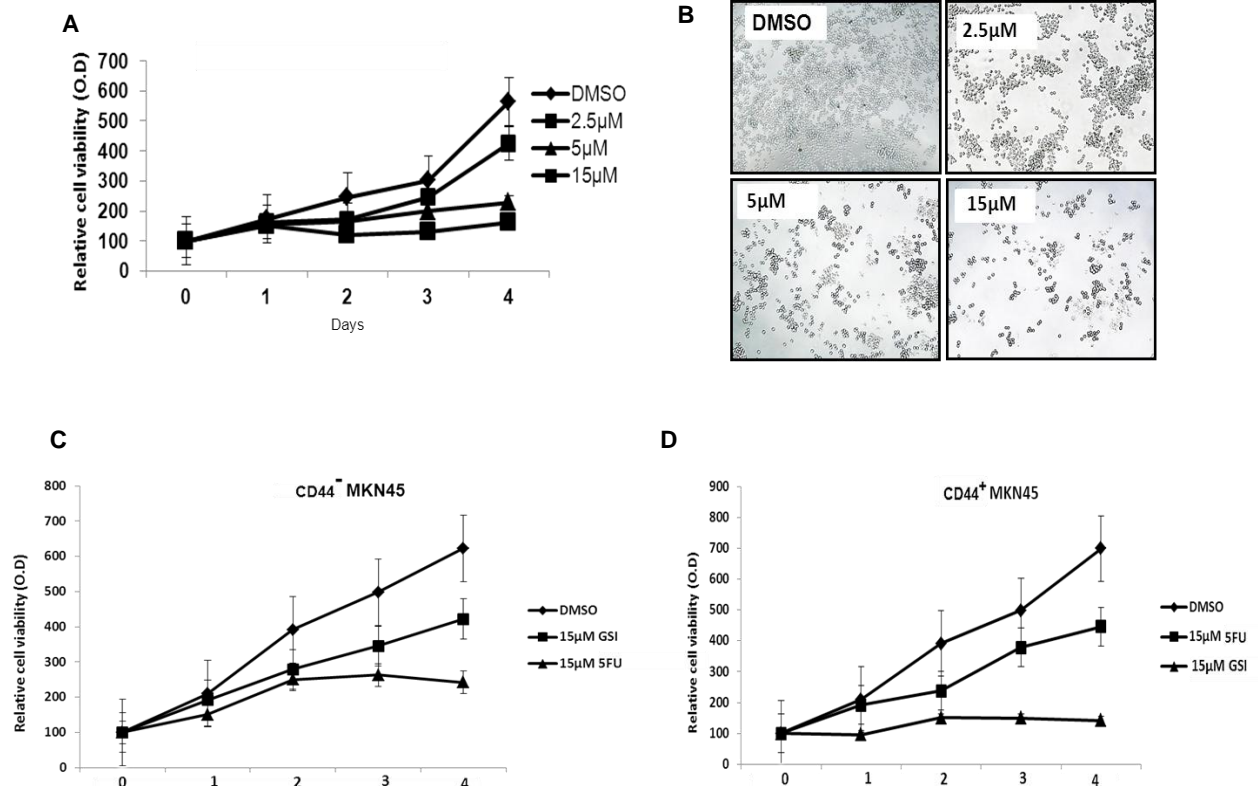 A
Relative cell viability (O.D)
700
600
500
400
300
200
100
0
0 1 2 3 4
Days
DMSO
2.5µM
5µM
15µM
B
DMSO
2.5µM
5µM
15µM
C
CD44- MKN45
Relative cell viability (O.D)
800
700
600
500
400
300
200
100
0
0 1 2 3 4
DMSO
15µM GSI
15µM 5FU
D
CD44+ MKN45
Relative cell viability (O.D)
900
800
700
600
500
400
300
200
100
0
0 1 2 3 4
DMSO
15µM 5FU
15µM GSI